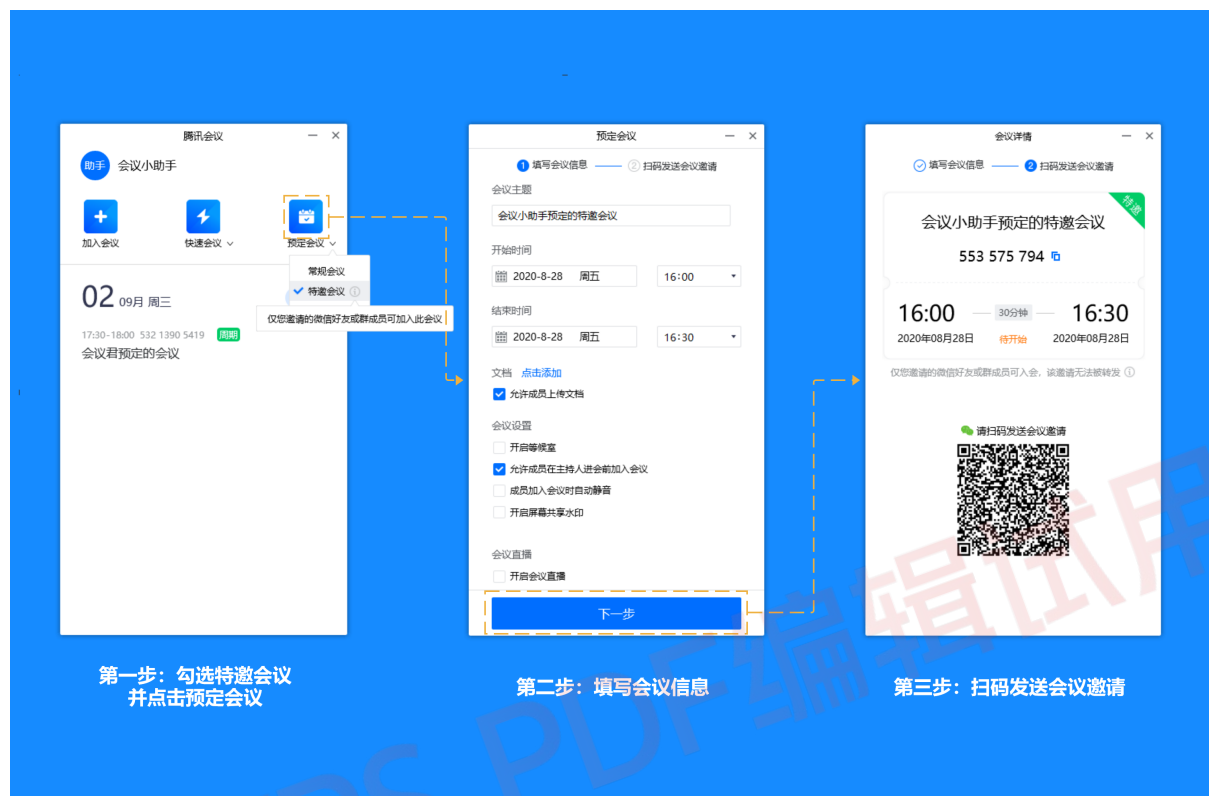 腾讯会议
助手 会议小助手
加入会议 快速会议 预定会议
常规会议
特邀会议
仅您邀请的微信好友或群成员可加入此会议
02 09月 周三
17:30-18:00 532 1390 5419 周期
会议君预定的会议
第一步：勾选特邀会议
并点击预定会议
预定会议
1 填写会议信息 2 扫码发送会议邀请
会议主题
会议小助手预定的特邀会议
开始时间
2020-8-28 周五 16:00
结束时间
2020-8-28 周五 16:30
文档 点击添加
允许成员上传文档
会议设置
开启等候室
允许成员在主持人进会前加入会议
成员加入会议时自动静音
开启屏幕共享水印
会议直播
开启会议直播
下一步
第二步：填写会议信息
会议详情
填写会议信息 2 扫码发送会议邀请
特邀
会议小助手预定的特邀会议
553 575 794
16:00 30分钟 16:30
2020年08月28日 待开始 2020年08月28日
仅您邀请的微信好友或群成员可入会，该邀请无法被转发
请扫码发送会议邀请
第三步：扫码发送会议邀请
PDF编辑试用